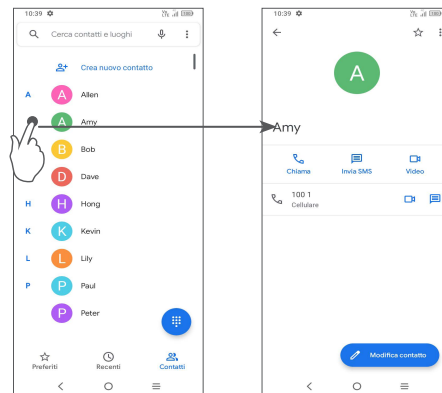 10:39
Cerca contatti e luoghi
Crea nuovo contatto
A
A
Allen
A
Amy
B
Bob
D
Dave
H
H
Hong
K
K
Kevin
L
L
Lily
P
P
Paul
P
Peter
Preferiti
Recenti
Contatti
10:39
A
Amy
Chiama
Invia SMS
Video
100 1
Cellulare
Modifica contatto